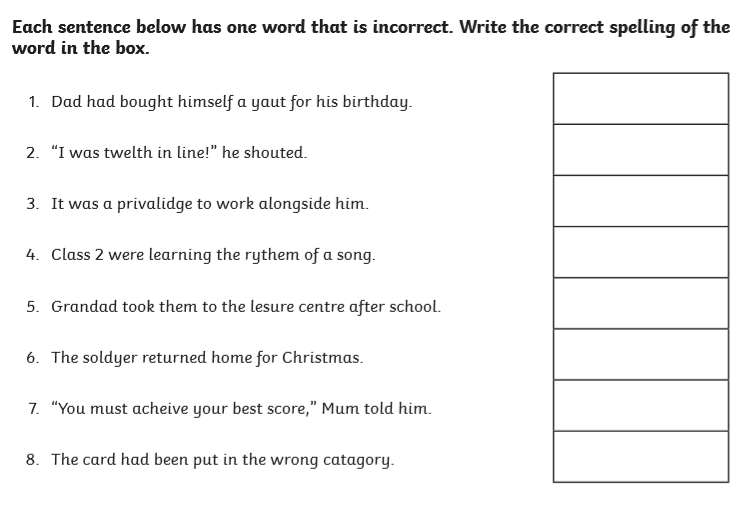 Each sentence below has one word that is incorrect. Write the correct spelling of the
word in the box.
1. Dad had bought himself a yaut for his birthday.
2. “I was twelth in line!” he shouted.
3. It was a privalidge to work alongside him.
4. Class 2 were learning the rythem of a song.
5. Grandad took them to the lesure centre after school.
6. The soldyer returned home for Christmas.
7. “You must acheive your best score,” Mum told him.
8. The card had been put in the wrong catagory.